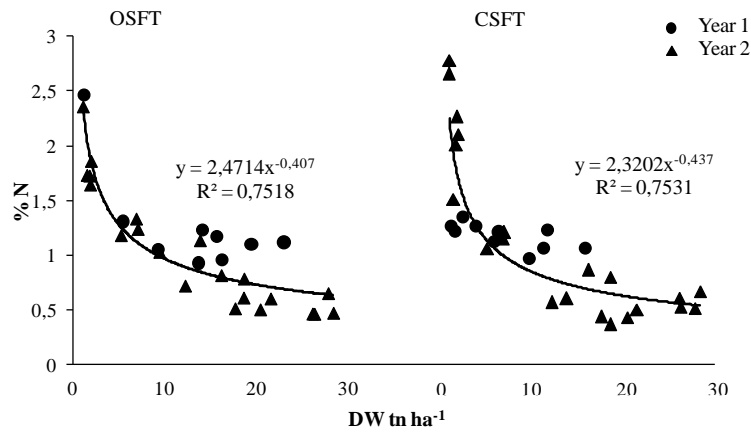 OSFT
CSFT
Year 1
Year 2
3
2,5
2
1,5
1
0,5
0
% N
y = 2,4714x^-0,407
R² = 0,7518
y = 2,3202x^-0,437
R² = 0,7531
0 10 20 30 0 10 20 30
DW tn ha^-1